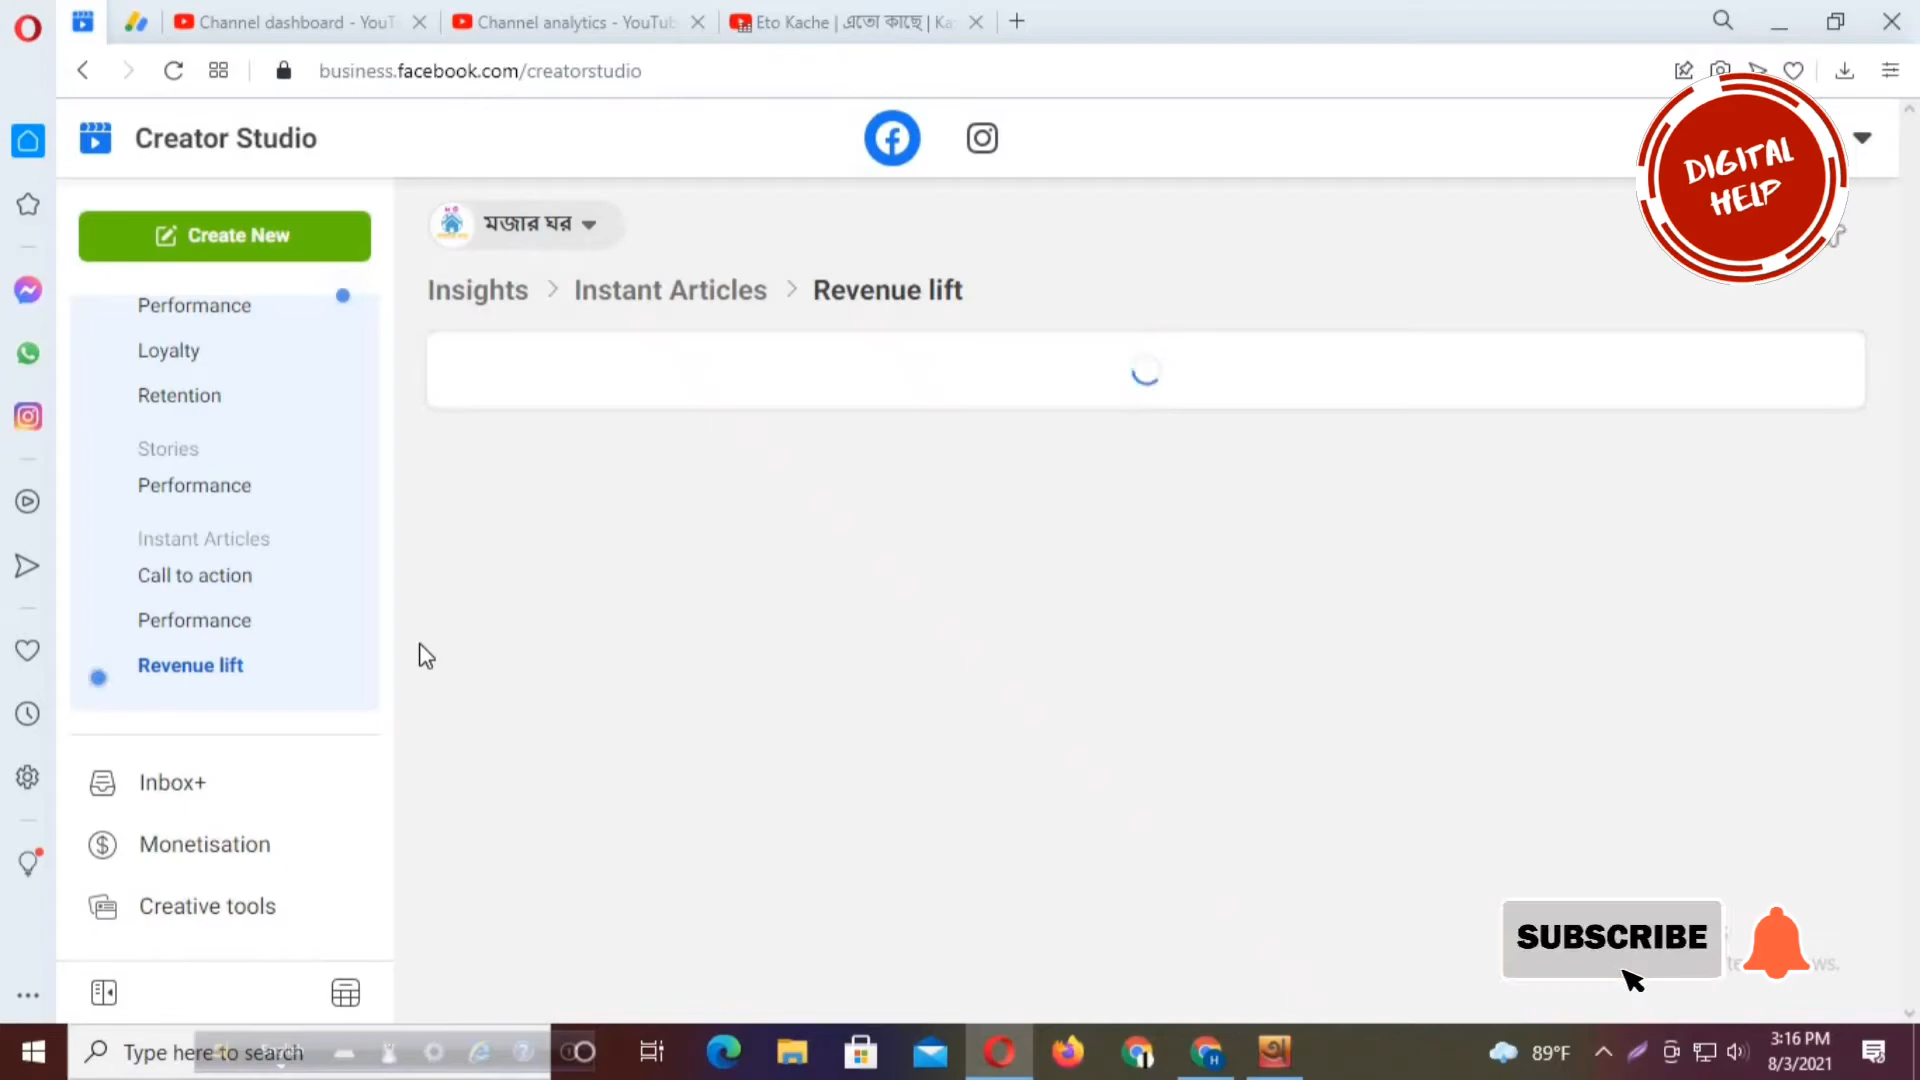 Channel dashboard - YouT
Channel analytics - YouTub
Eto Kache | এতো কাছে | Ka
business.facebook.com/creatorstudio
Creator Studio
DIGITAL
HELP
Create New
মজার ঘর
Insights > Instant Articles > Revenue lift
Performance
Loyalty
Retention
Stories
Performance
Instant Articles
Call to action
Performance
Revenue lift
Inbox+
Monetisation
Creative tools
SUBSCRIBE
Type here to search
89°F
3:16 PM
8/3/2021